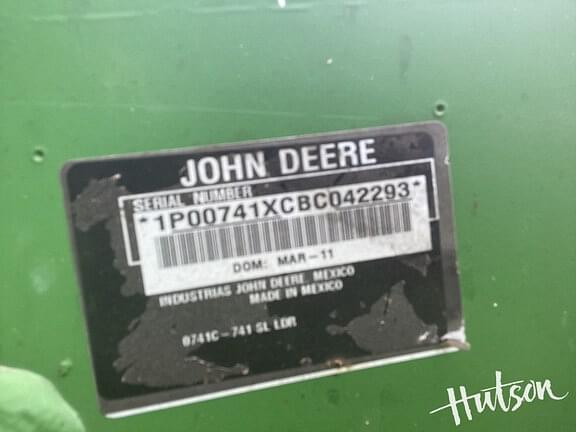 JOHN DEERE
SERIAL NUMBER
*1P00741XCBC042293*
DOM: MAR-11
INDUSTRIAS JOHN DEERE, MEXICO
MADE IN MEXICO
0741C-741 SL LDR
Hutson